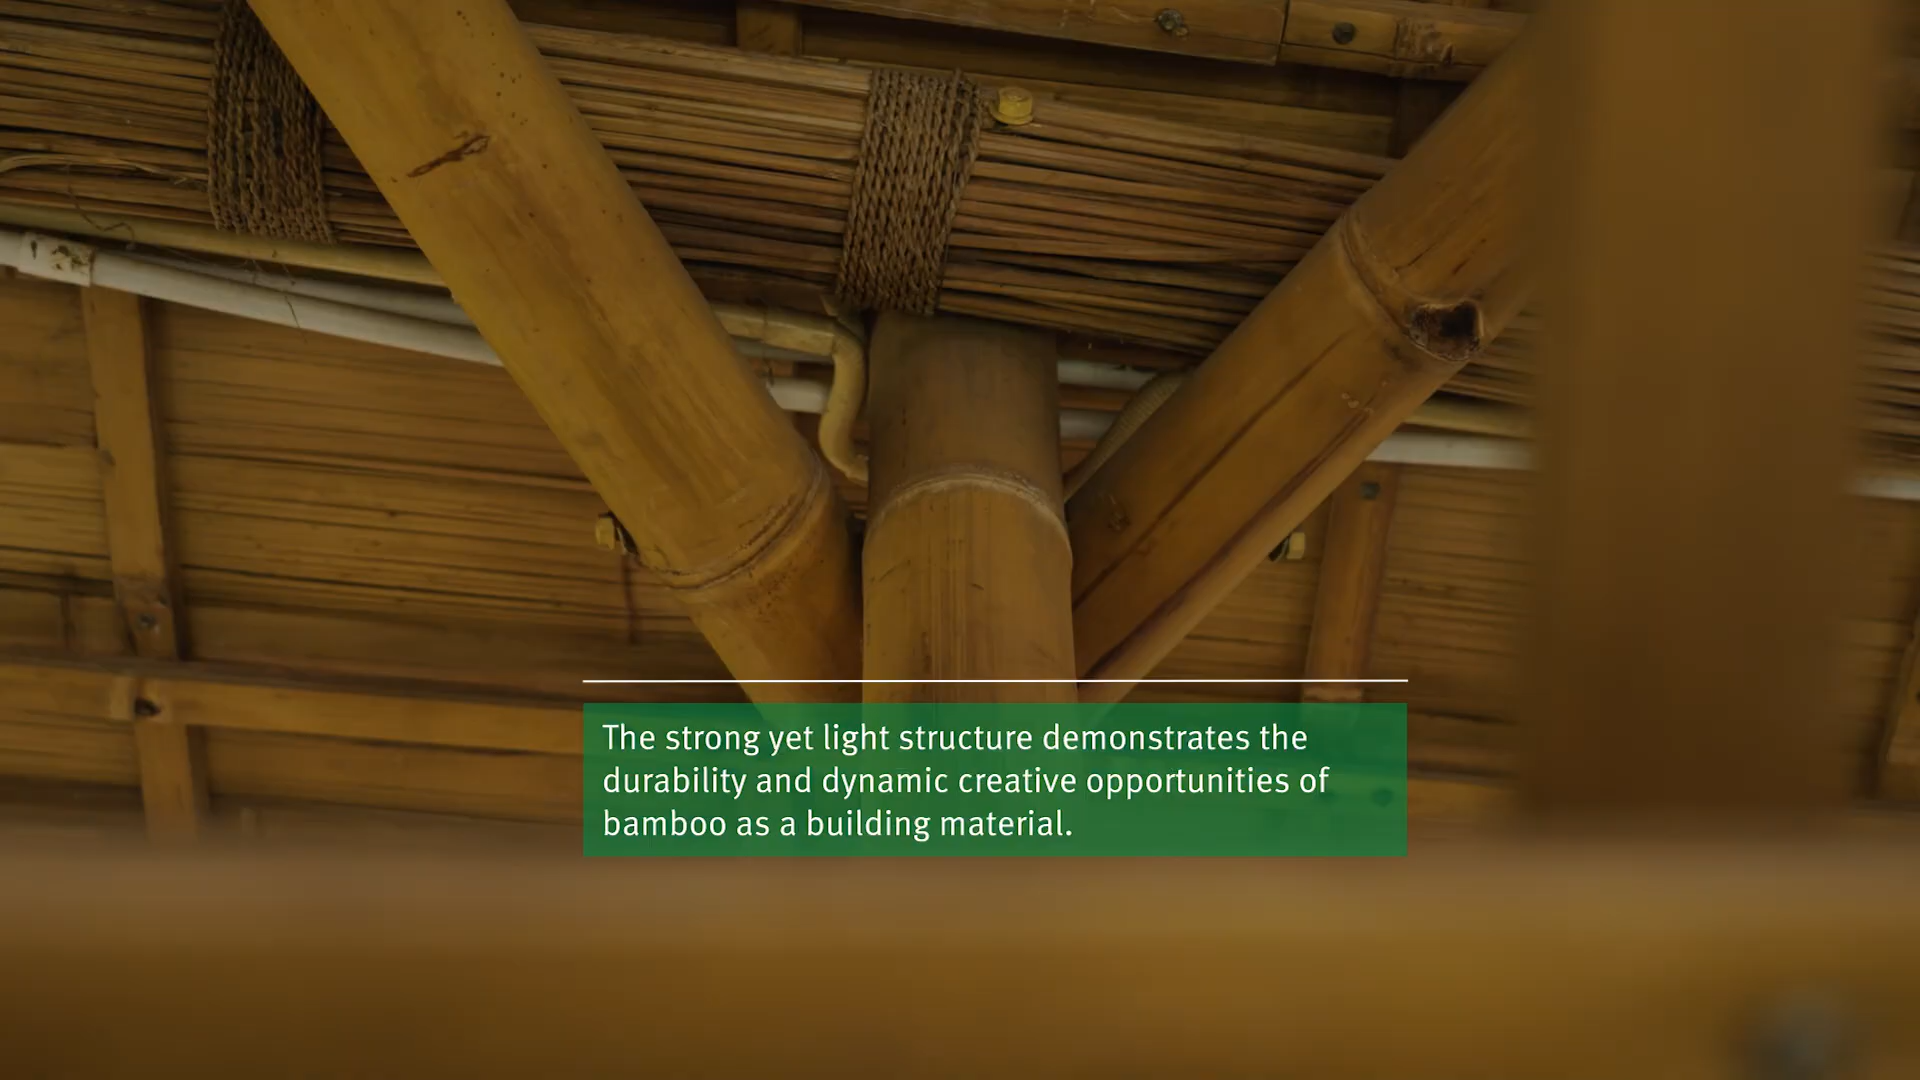 The strong yet light structure demonstrates the
durability and dynamic creative opportunities of
bamboo as a building material.